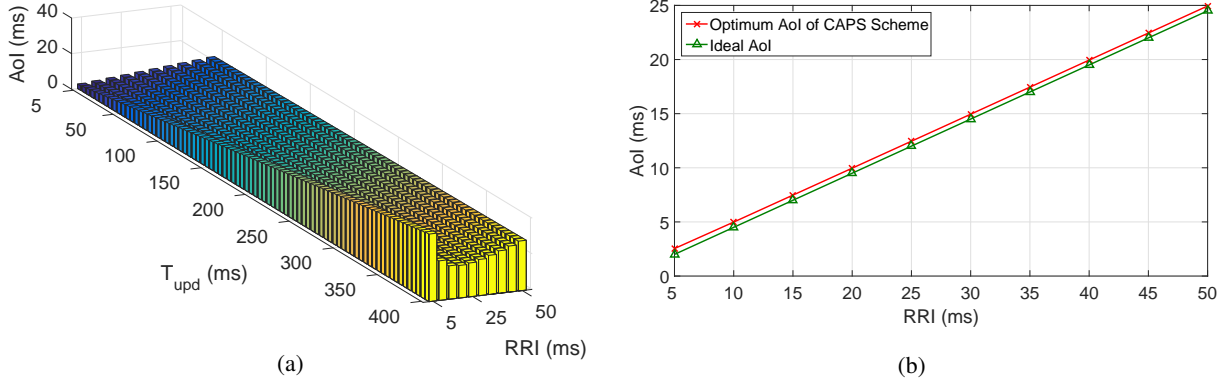 40
20
0
AoI (ms)
5
50
100
150
200
250
300
350
400
T_upd (ms)
5
25
50
RRI (ms)
(a)
25
20
15
10
5
0
AoI (ms)
Optimum AoI of CAPS Scheme
Ideal AoI
5 10 15 20 25 30 35 40 45 50
RRI (ms)
(b)